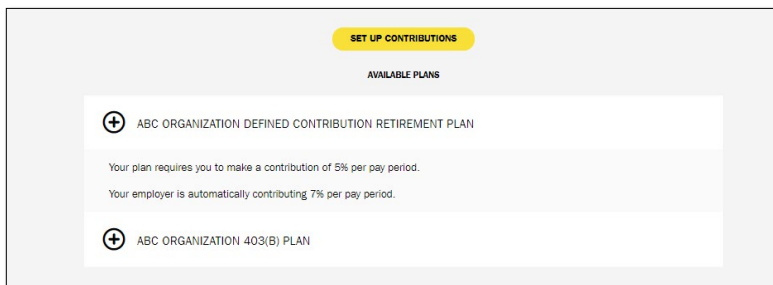 SET UP CONTRIBUTIONS
AVAILABLE PLANS
ABC ORGANIZATION DEFINED CONTRIBUTION RETIREMENT PLAN
Your plan requires you to make a contribution of 5% per pay period.
Your employer is automatically contributing 7% per pay period.
ABC ORGANIZATION 403(B) PLAN